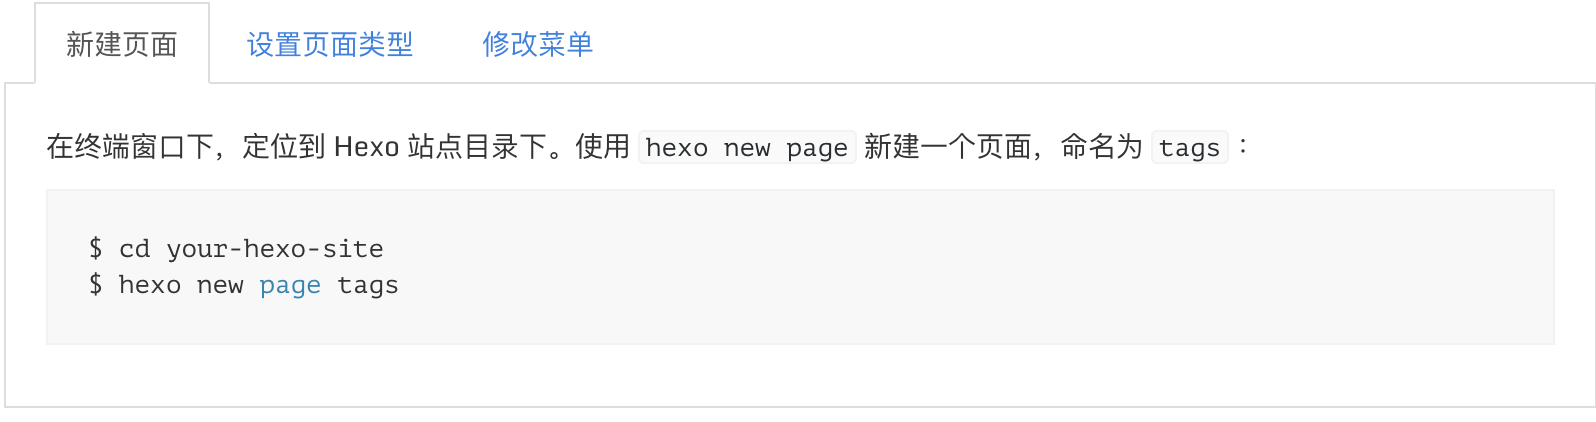 新建页面 设置页面类型 修改菜单
在终端窗口下，定位到 Hexo 站点目录下。使用 hexo new page 新建一个页面，命名为 tags：
$ cd your-hexo-site
$ hexo new page tags